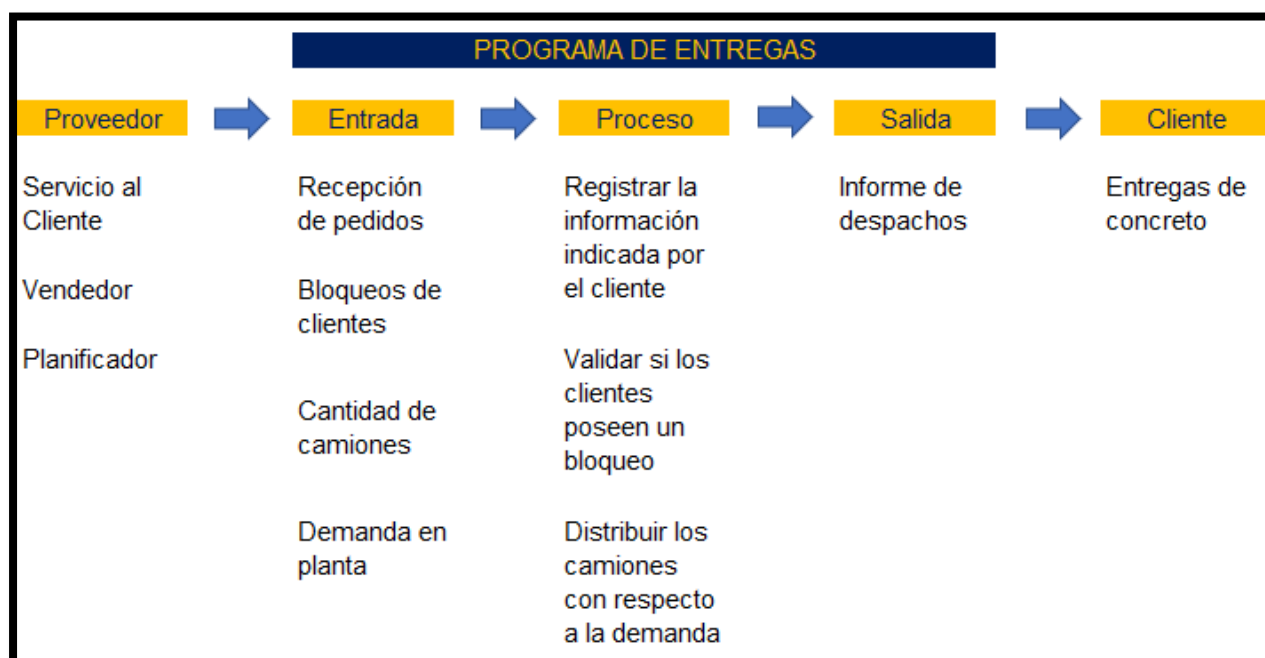 PROGRAMA DE ENTREGAS
Proveedor
Entrada
Proceso
Salida
Cliente
Servicio al
Cliente
Vendedor
Planificador
Recepción
de pedidos
Bloqueos de
clientes
Cantidad de
camiones
Demanda en
planta
Registrar la
información
indicada por
el cliente
Validar si los
clientes
poseen un
bloqueo
Distribuir los
camiones
con respecto
a la demanda
Informe de
despachos
Entregas de
concreto